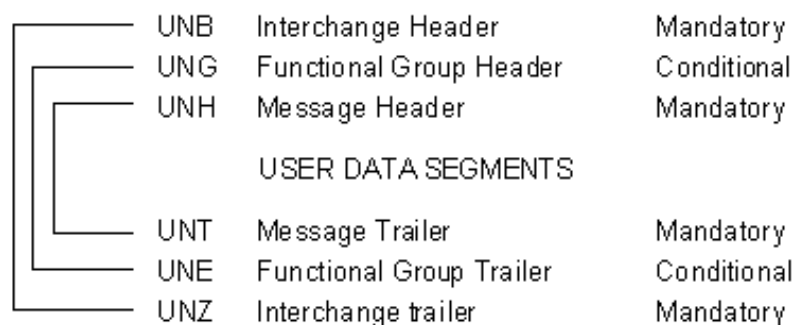 UNB Interchange Header Mandatory
UNG Functional Group Header Conditional
UNH Message Header Mandatory
USER DATA SEGMENTS
UNT Message Trailer Mandatory
UNE Functional Group Trailer Conditional
UNZ Interchange trailer Mandatory